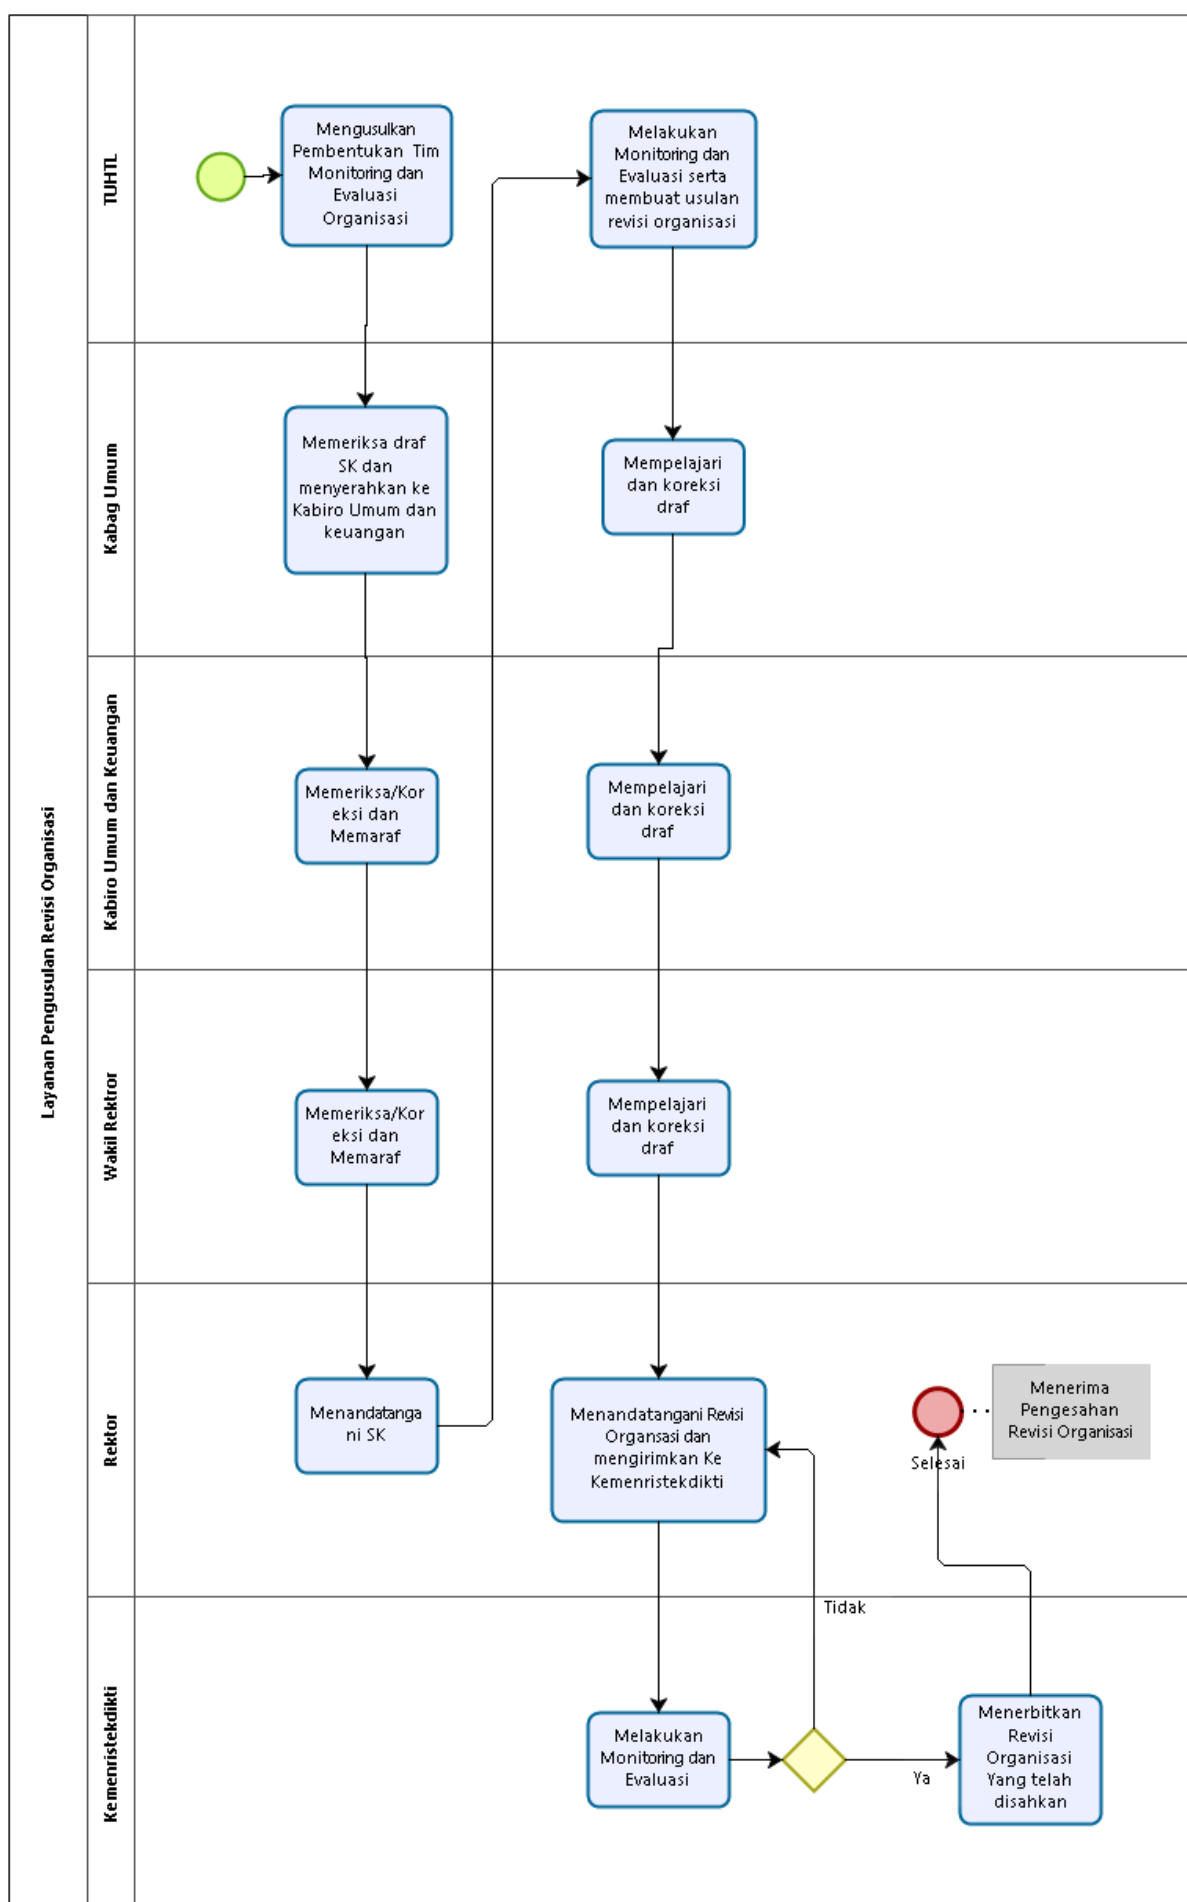 Layanan Pengusulan Revisi Organisasi
TUHTL
Mengusulkan
Pembentukan Tim
Monitoring dan
Evaluasi
Organisasi
Melakukan
Monitoring dan
Evaluasi serta
membuat usulan
revisi organisasi
Kabag Umum
Memeriksa draf
SK dan
menyerahkan ke
Kabiro Umum dan
keuangan
Mempelajari
dan koreksi
draf
Kabiro Umum dan Keuangan
Memeriksa/Kor
eksi dan
Memaraf
Mempelajari
dan koreksi
draf
Wakil Rektror
Memeriksa/Kor
eksi dan
Memaraf
Mempelajari
dan koreksi
draf
Rektor
Menandatanga
ni SK
Menandatangani Revisi
Organsasi dan
mengirimkan Ke
Kemenristekdikti
Selesai
Menerima
Pengesahan
Revisi Organisasi
Kemenristekdikti
Melakukan
Monitoring dan
Evaluasi
Tidak
Ya
Menerbitkan
Revisi
Organisasi
Yang telah
disahkan